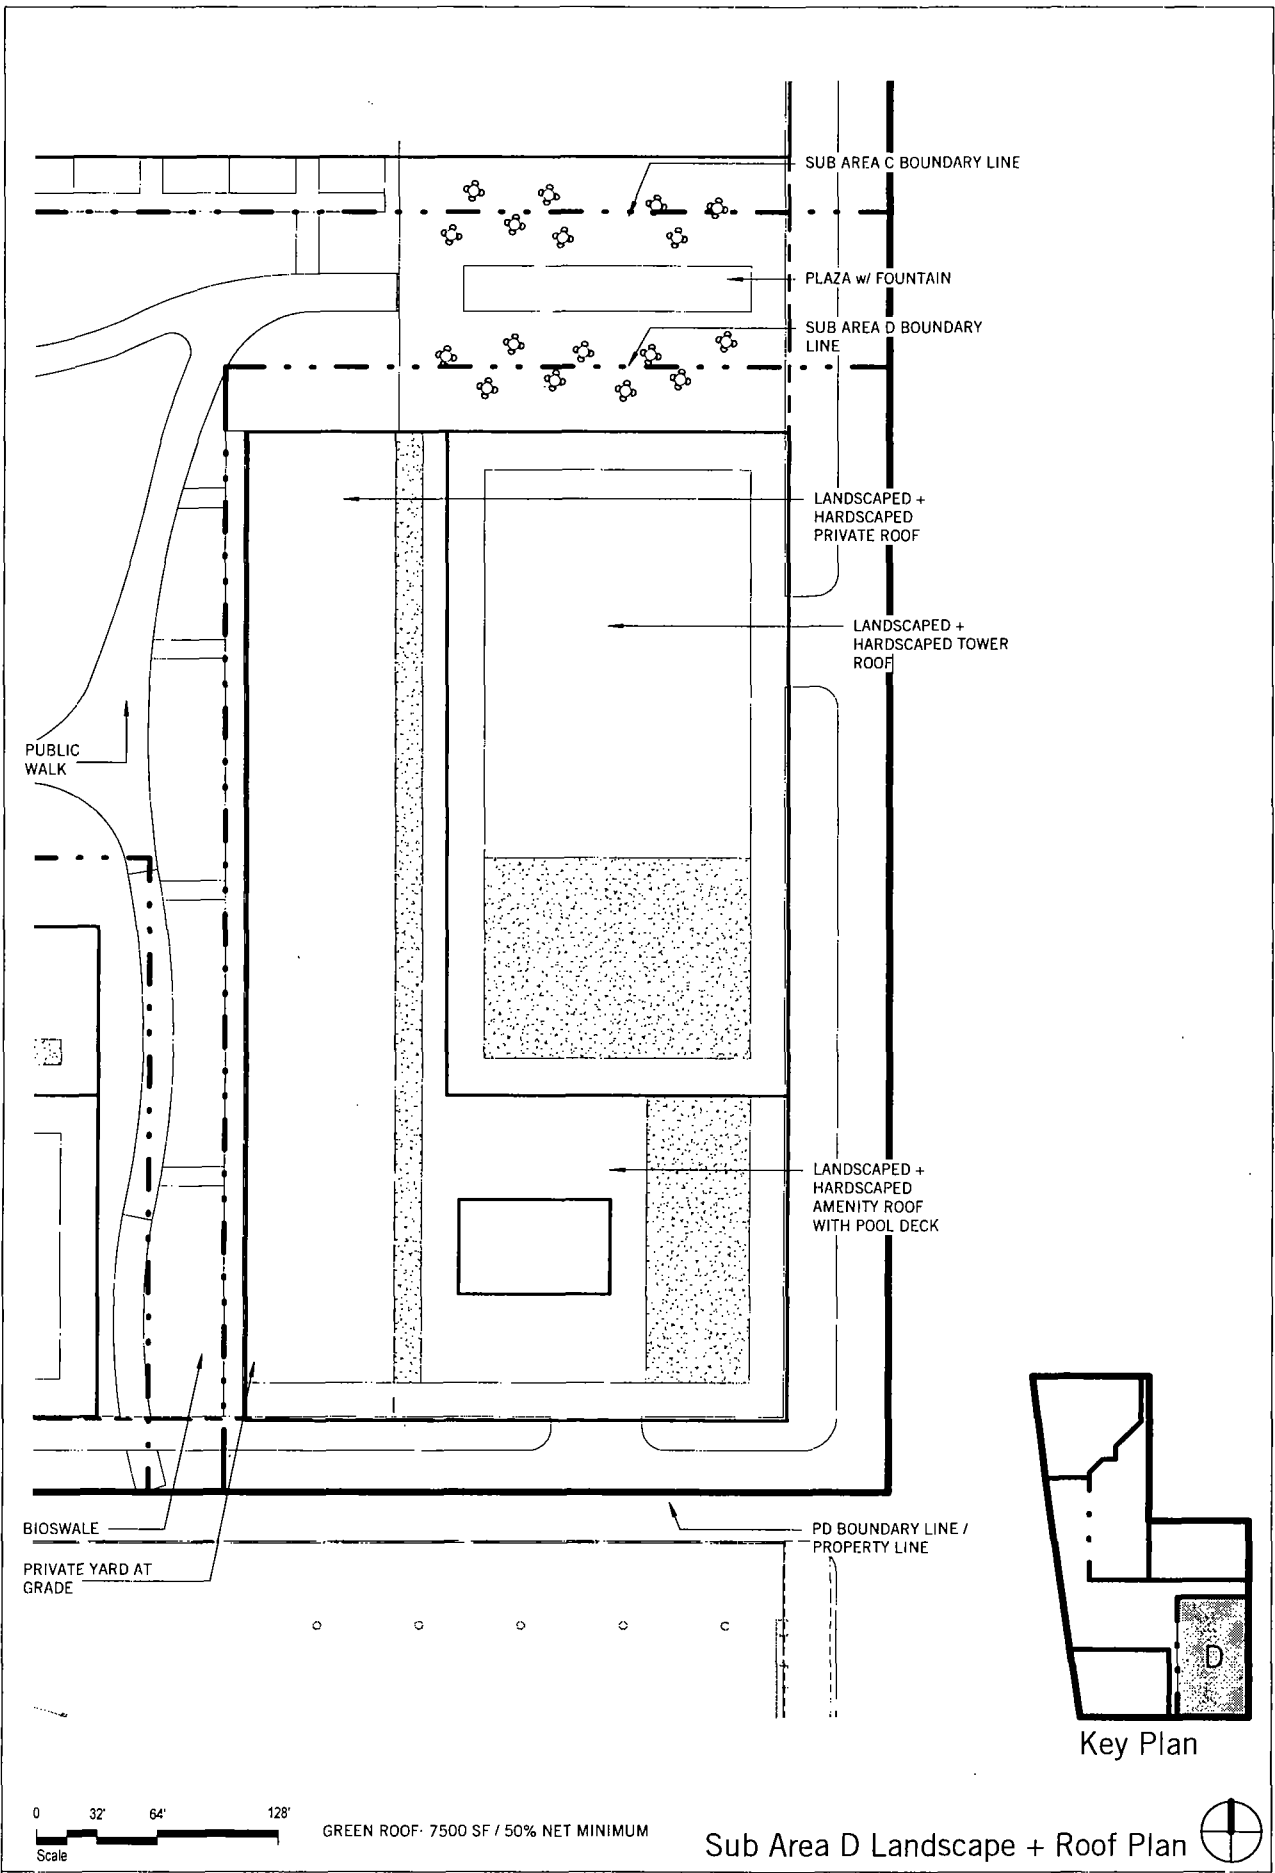 SUB AREA C BOUNDARY LINE
PLAZA w/ FOUNTAIN
SUB AREA D BOUNDARY
LINE
LANDSCAPED +
HARDSCAPED
PRIVATE ROOF
LANDSCAPED +
HARDSCAPED TOWER
ROOF
PUBLIC
WALK
LANDSCAPED +
HARDSCAPED
AMENITY ROOF
WITH POOL DECK
BIOSWALE
PRIVATE YARD AT
GRADE
PD BOUNDARY LINE /
PROPERTY LINE
D
Key Plan
0 32' 64' 128'
Scale
GREEN ROOF· 7500 SF / 50% NET MINIMUM
Sub Area D Landscape + Roof Plan